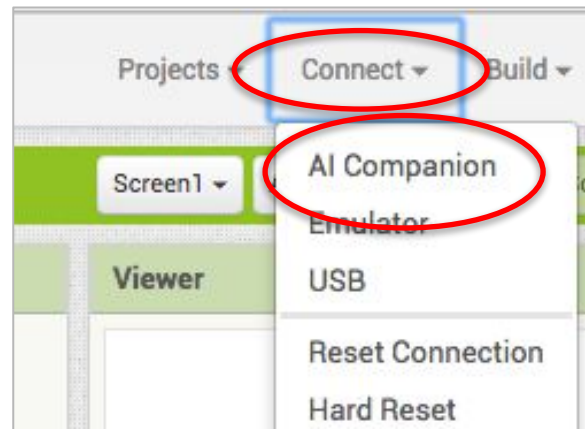 Projects Connect Build
Screen1
AI Companion
Emulator
Viewer
USB
Reset Connection
Hard Reset